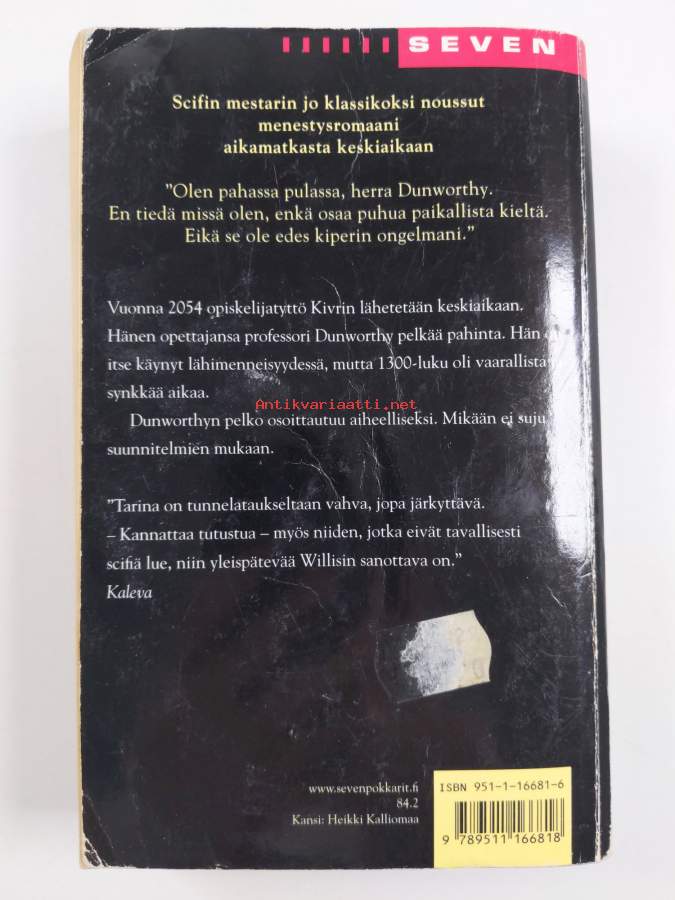 SEVEN
Scifin mestarin jo klassikoksi noussut
menestysromaani
aikamatkasta keskiaikaan
”Olen pahassa pulassa, herra Dunworthy.
En tiedä missä olen, enkä osaa puhua paikallista kieltä.
Eikä se ole edes kiperin ongelmani.”
Vuonna 2054 opiskelijatyttö Kivrin lähetetään keskiaikaan.
Hänen opettajansa professori Dunworthy pelkää pahinta. Hän
itse käynyt lähimenneisyydessä, mutta 1300-luku oli vaarallista
synkkää aikaa.
Antikvariaatti.net
Dunworthyn pelko osoittautuu aiheelliseksi. Mikään ei suju
suunnitelmien mukaan.
”Tarina on tunnelataukseltaan vahva, jopa järkyttävä.
– Kannattaa tutustua – myös niiden, jotka eivät tavallisesti
scifiä lue, niin yleispätevää Willisin sanottava on.”
Kaleva
www.sevenpokkarit.fi
84.2
Kansi: Heikki Kalliomaa
ISBN 951-1-16681-6
9 789511 166818